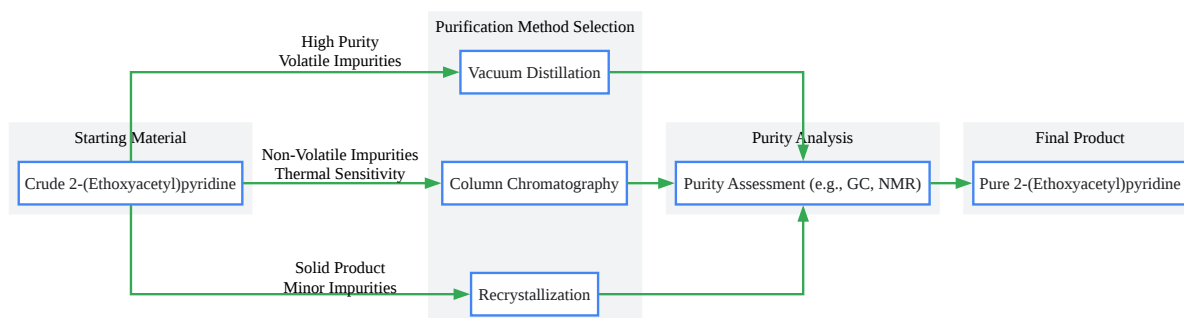 Purification Method Selection
High Purity
Volatile Impurities
Vacuum Distillation
Starting Material
Crude 2-(Ethoxyacetyl)pyridine
Non-Volatile Impurities
Thermal Sensitivity
Column Chromatography
Purity Analysis
Purity Assessment (e.g., GC, NMR)
Final Product
Pure 2-(Ethoxyacetyl)pyridine
Solid Product
Minor Impurities
Recrystallization